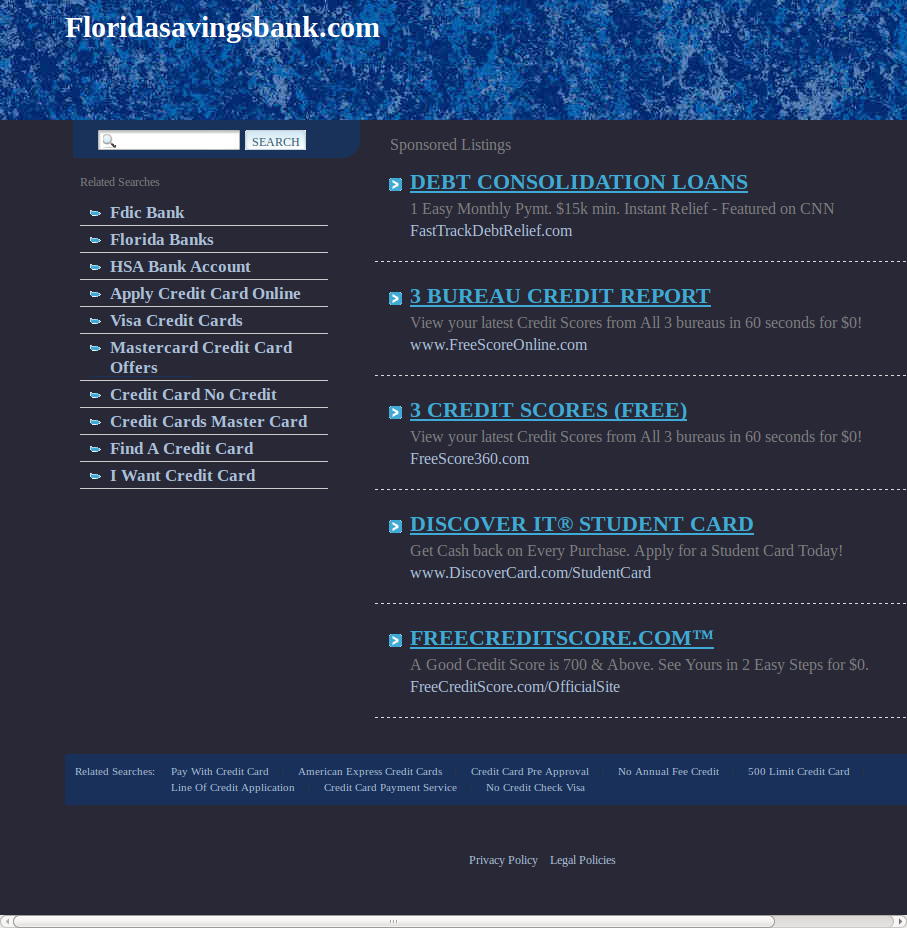 Floridasavingsbank.com
SEARCH
Related Searches
Fdic Bank
Florida Banks
HSA Bank Account
Apply Credit Card Online
Visa Credit Cards
Mastercard Credit Card
Offers
Credit Card No Credit
Credit Cards Master Card
Find A Credit Card
I Want Credit Card
Sponsored Listings
DEBT CONSOLIDATION LOANS
1 Easy Monthly Pymt. $15k min. Instant Relief - Featured on CNN
FastTrackDebtRelief.com
3 BUREAU CREDIT REPORT
View your latest Credit Scores from All 3 bureaus in 60 seconds for $0!
www.FreeScoreOnline.com
3 CREDIT SCORES (FREE)
View your latest Credit Scores from All 3 bureaus in 60 seconds for $0!
FreeScore360.com
DISCOVER IT® STUDENT CARD
Get Cash back on Every Purchase. Apply for a Student Card Today!
www.DiscoverCard.com/StudentCard
FREECREDITSCORE.COM™
A Good Credit Score is 700 & Above. See Yours in 2 Easy Steps for $0.
FreeCreditScore.com/OfficialSite
Related Searches: Pay With Credit Card American Express Credit Cards Credit Card Pre Approval No Annual Fee Credit 500 Limit Credit Card
Line Of Credit Application Credit Card Payment Service No Credit Check Visa
Privacy Policy Legal Policies